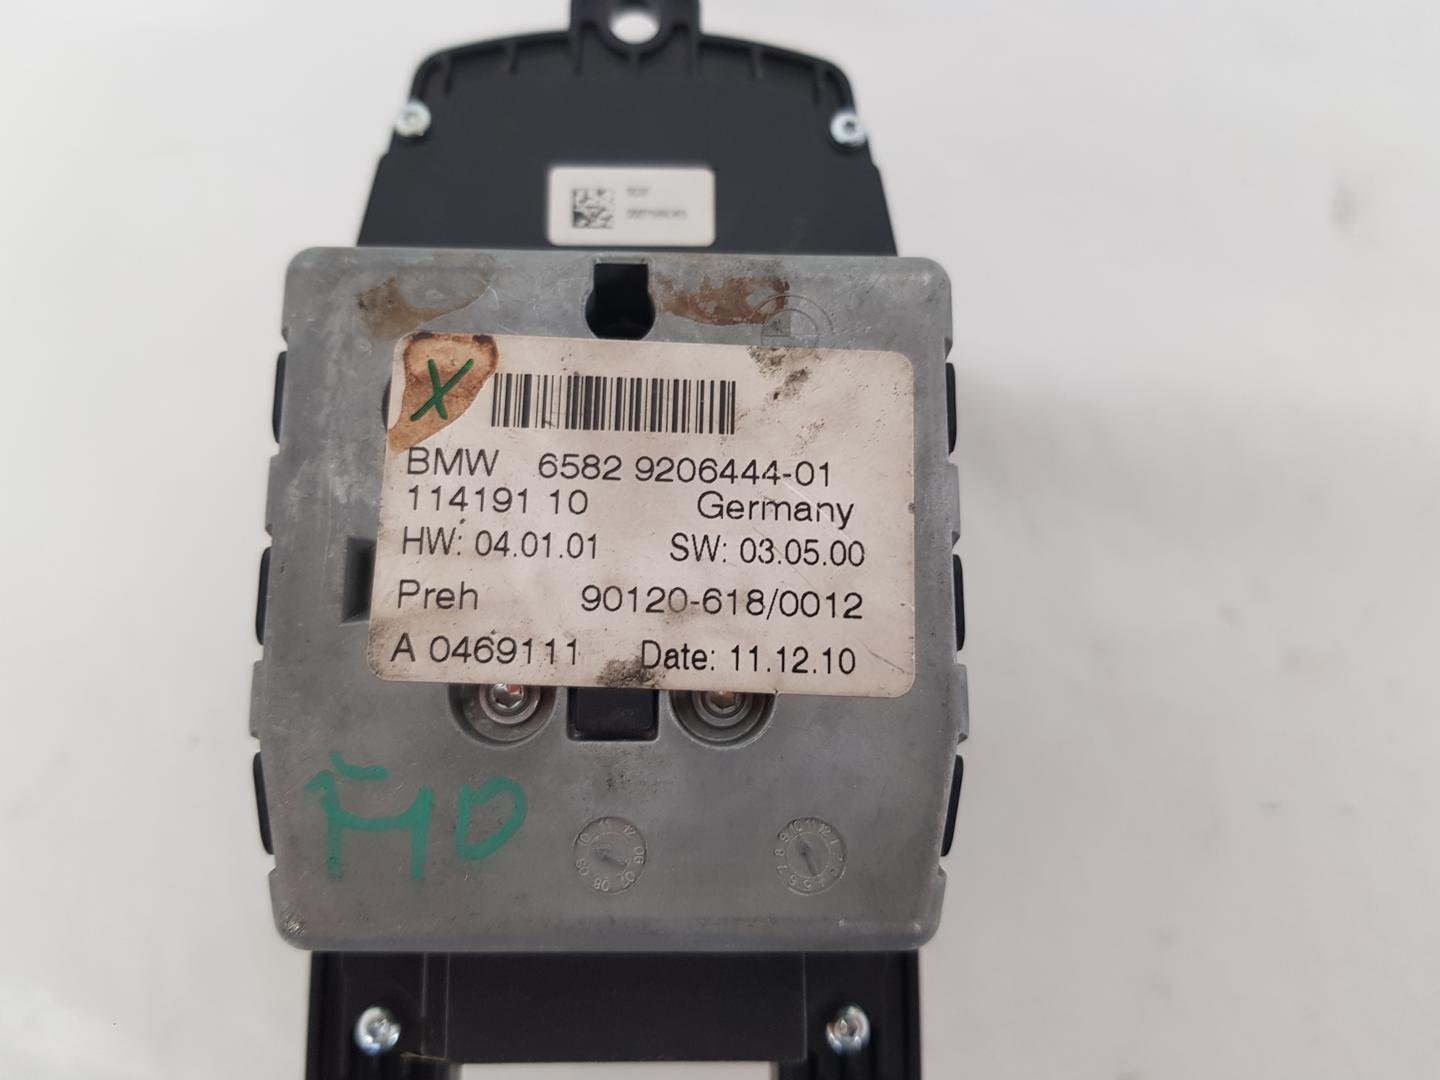 X
BMW 6582 9206444-01
114191 10 Germany
HW: 04.01.01 SW: 03.05.00
Preh 90120-618/0012
A 0469111 Date: 11.12.10